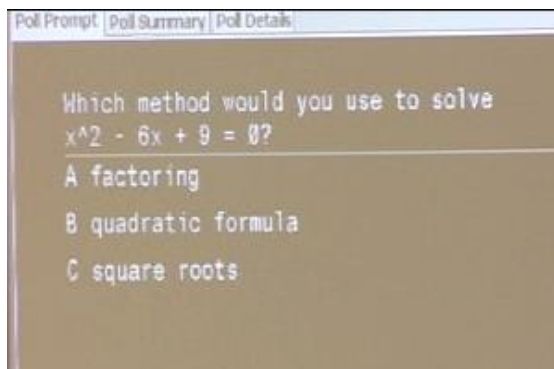 Poll Prompt Poll Summary Poll Details
Which method would you use to solve
x^2 - 6x + 9 = 0?
A factoring
B quadratic formula
C square roots